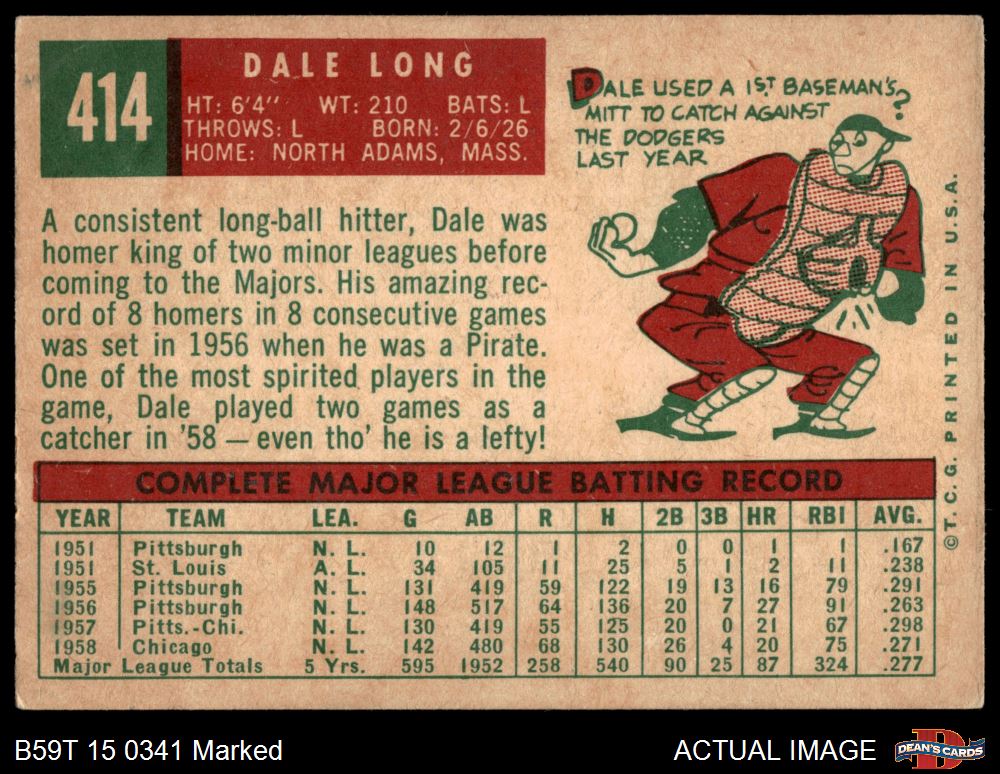 414
DALE LONG
HT: 6'4" WT: 210 BATS: L
THROWS: L BORN: 2/6/26
HOME: NORTH ADAMS, MASS.
DALE USED A 1ST BASEMAN'S
MITT TO CATCH AGAINST
THE DODGERS
LAST YEAR
?
A consistent long-ball hitter, Dale was
homer king of two minor leagues before
coming to the Majors. His amazing rec-
ord of 8 homers in 8 consecutive games
was set in 1956 when he was a Pirate.
One of the most spirited players in the
game, Dale played two games as a
catcher in '58 — even tho' he is a lefty!
COMPLETE MAJOR LEAGUE BATTING RECORD
YEAR TEAM LEA. G AB R H 2B 3B HR RBI AVG.
1951 Pittsburgh N. L. 10 12 1 2 0 0 1 1 .167
1951 St. Louis A. L. 34 105 11 25 5 1 2 11 .238
1955 Pittsburgh N. L. 131 419 59 122 19 13 16 79 .291
1956 Pittsburgh N. L. 148 517 64 136 20 7 27 91 .263
1957 Pitts.-Chi. N. L. 130 419 55 125 20 0 21 67 .298
1958 Chicago N. L. 142 480 68 130 26 4 20 75 .271
Major League Totals 5 Yrs. 595 1952 258 540 90 25 87 324 .277
©T. C. G. PRINTED IN U.S.A.
B59T 15 0341 Marked
ACTUAL IMAGE
D
DEAN'S CARDS